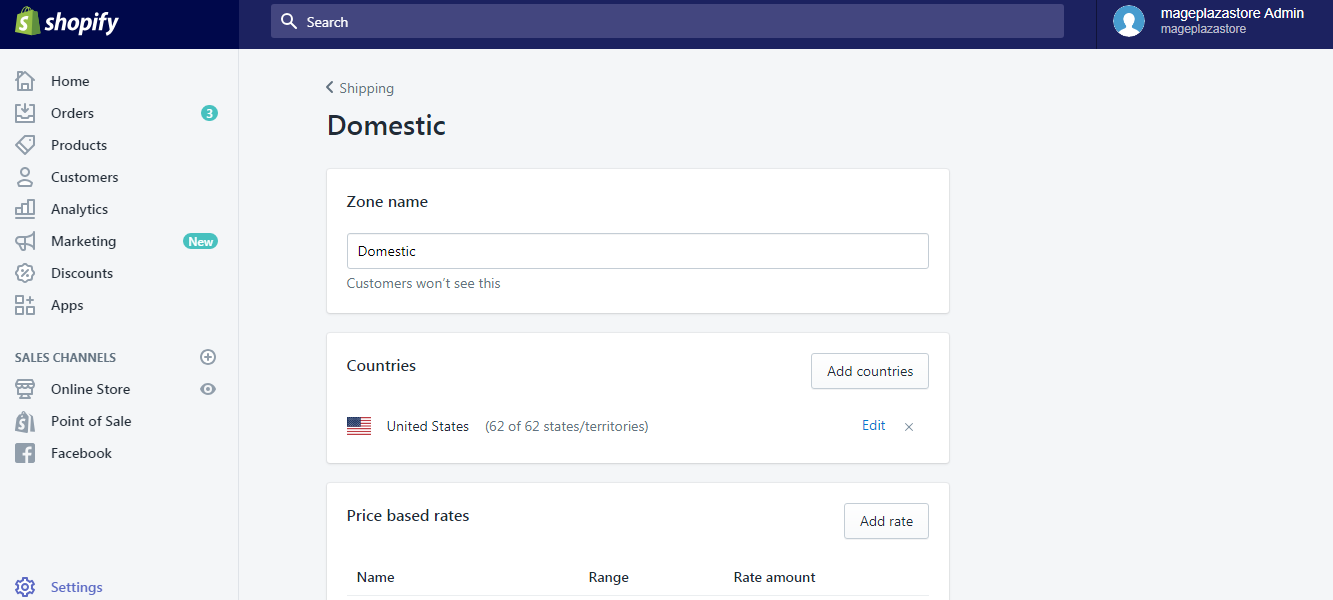 shopify
Search
mageplazastore Admin
mageplazastore
Home
Orders 3
Products
Customers
Analytics
Marketing New
Discounts
Apps
SALES CHANNELS
Online Store
Point of Sale
Facebook
Settings
Shipping
Domestic
Zone name
Domestic
Customers won't see this
Countries Add countries
United States (62 of 62 states/territories) Edit ×
Price based rates Add rate
Name Range Rate amount